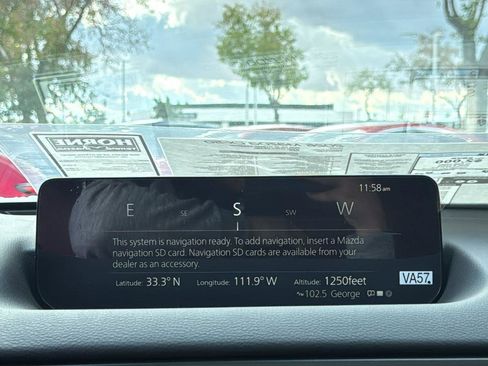 HORNE
11:58 am
E SE S SW W
This system is navigation ready. To add navigation, insert a Mazda
navigation SD card. Navigation SD cards are available from your
dealer as an accessory.
Latitude: 33.3° N Longitude: 111.9° W Altitude: 1250feet
VA57
102.5 George